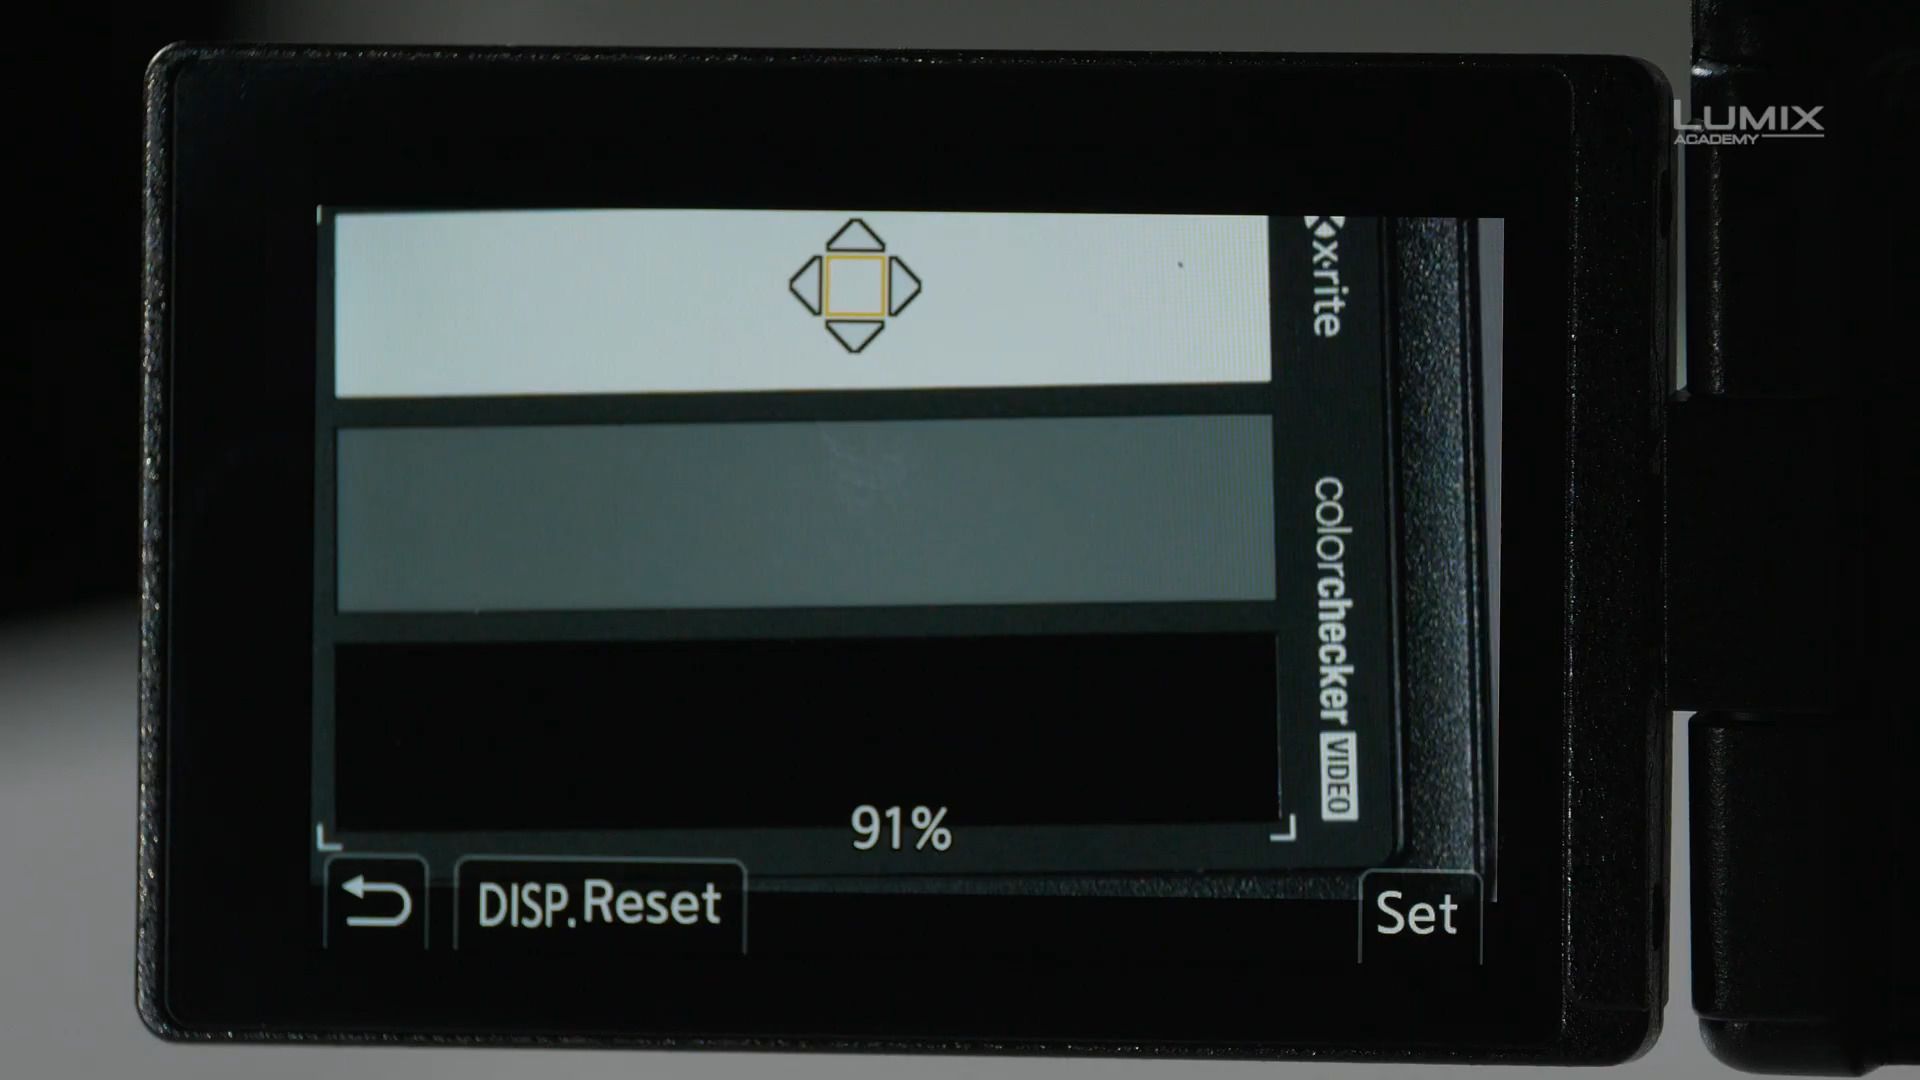 LUMIX
ACADEMY
x·rite
colorchecker VIDEO
91%
DISP. Reset
Set